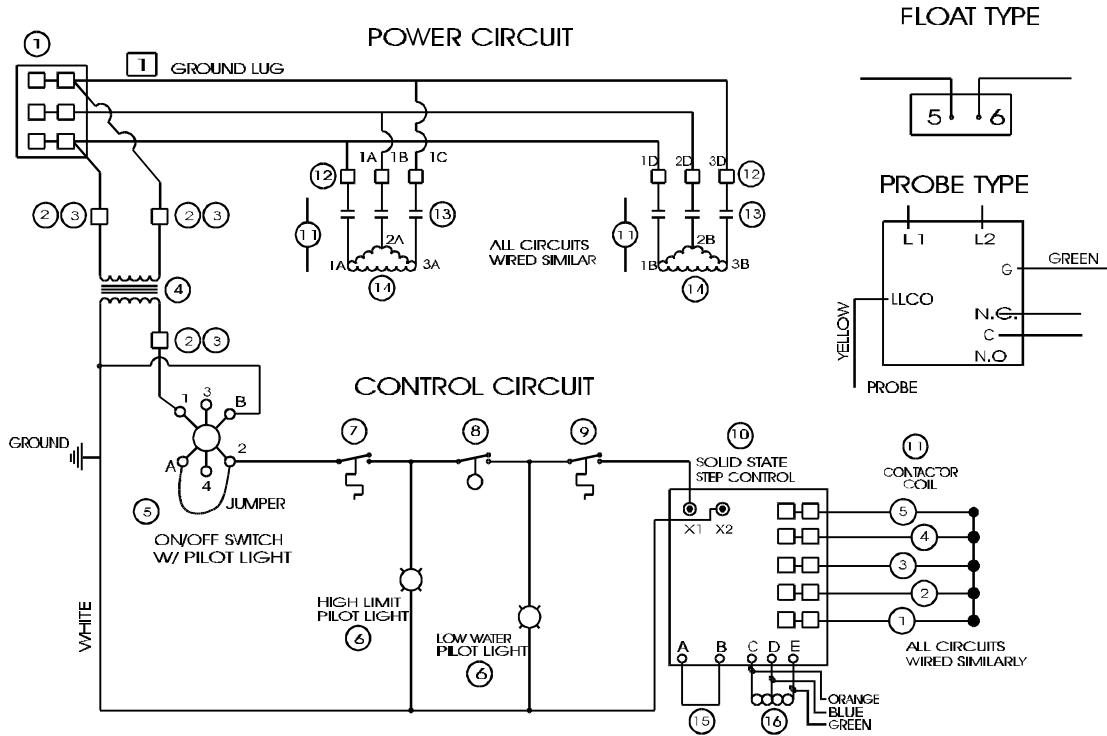 POWER CIRCUIT
FLOAT TYPE
1
1 GROUND LUG
5 6
1A 1B 1C
1D 2D 3D
12
12
PROBE TYPE
2 3
2 3
13
13
11
11
2A
2B
ALL CIRCUITS
WIRED SIMILAR
1A 3A
1B 3B
14
14
L1 L2
G GREEN
LLCO
N.C.
C
N.O
YELLOW
PROBE
4
2 3
CONTROL CIRCUIT
1 3 B
A 4 2
GROUND
JUMPER
5
ON/OFF SWITCH
W/ PILOT LIGHT
7
8
9
10
SOLID STATE
STEP CONTROL
11
CONTACTOR
COIL
X1 X2
5
4
3
2
1
HIGH LIMIT
PILOT LIGHT
6
LOW WATER
PILOT LIGHT
6
WHITE
ALL CIRCUITS
WIRED SIMILARLY
A B C D E
15
16
ORANGE
BLUE
GREEN